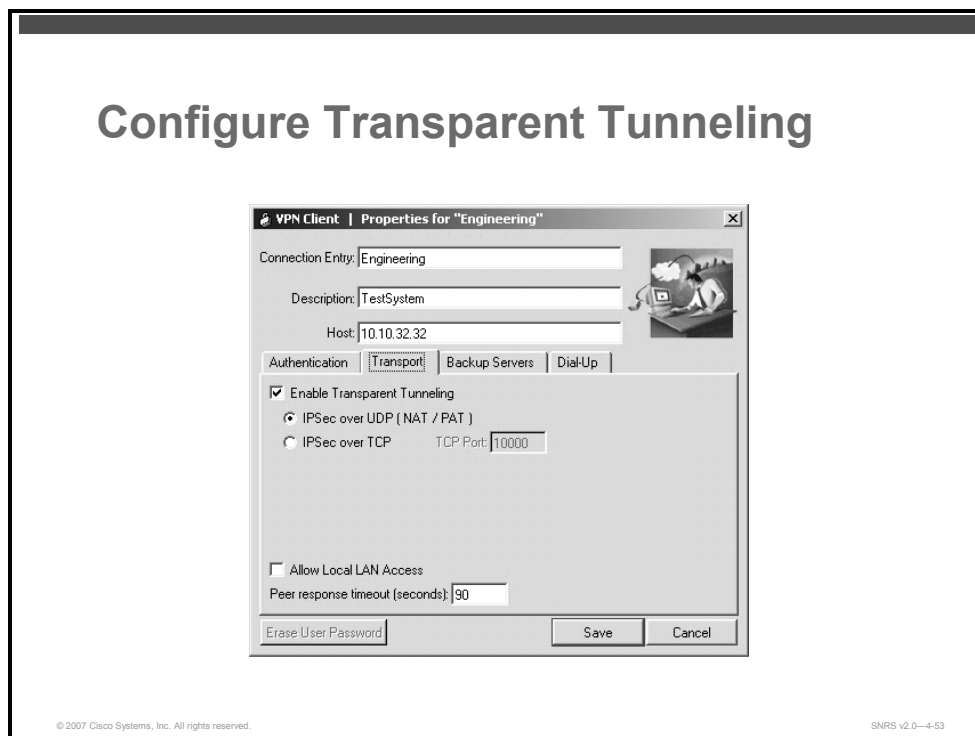 Configure Transparent Tunneling
VPN Client | Properties for "Engineering"
Connection Entry: Engineering
Description: TestSystem
Host: 10.10.32.32
Authentication Transport Backup Servers Dial-Up
Enable Transparent Tunneling
IPSec over UDP ( NAT / PAT )
IPSec over TCP TCP Port: 10000
Allow Local LAN Access
Peer response timeout (seconds): 90
Erase User Password Save Cancel
© 2007 Cisco Systems, Inc. All rights reserved. SNRS v2.0—4-53